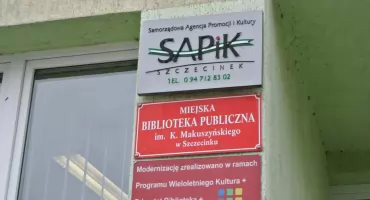 Samorządowa Agencja Promocji i Kultury
SAPiK
SZCZECINEK
TEL. 0 94 712 83 02
MIEJSKA
BIBLIOTEKA PUBLICZNA
im. K. Makuszyńskiego
w Szczecinku
Modernizację zrealizowano w ramach
Programu Wieloletniego Kultura +